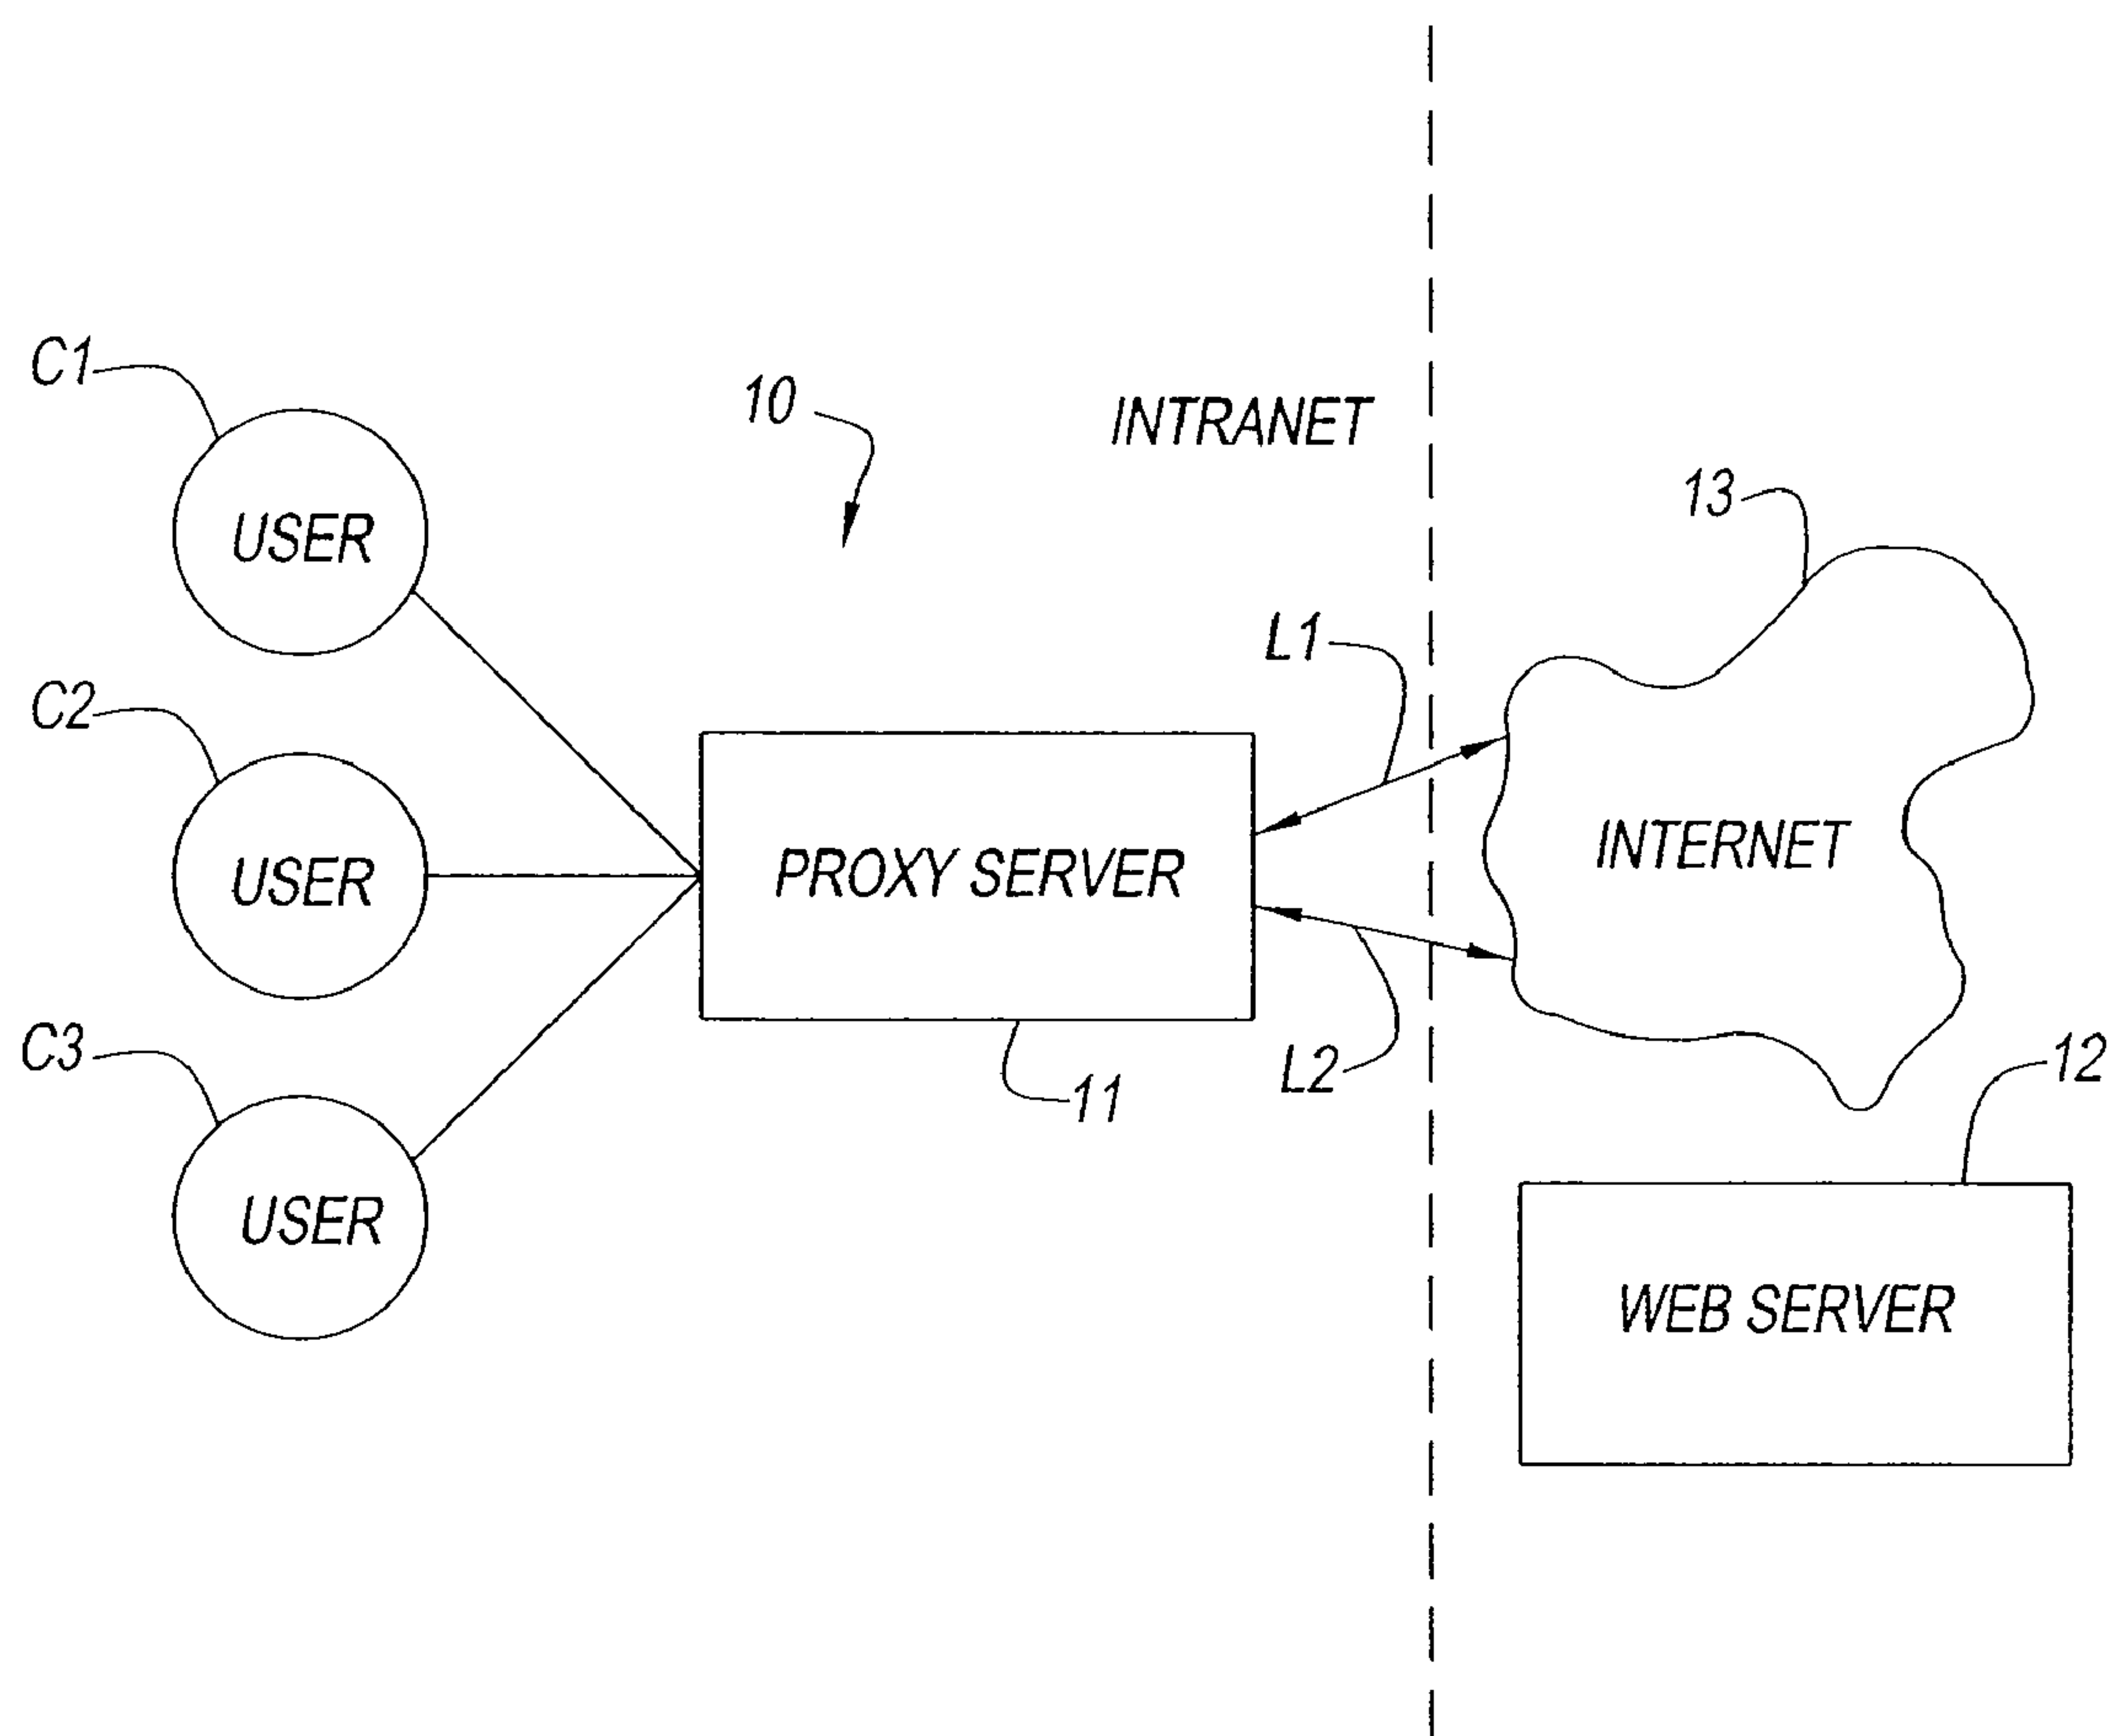 C1
10
INTRANET
13
USER
L1
C2
INTERNET
PROXY SERVER
USER
C3
L2
12
11
USER
WEB SERVER